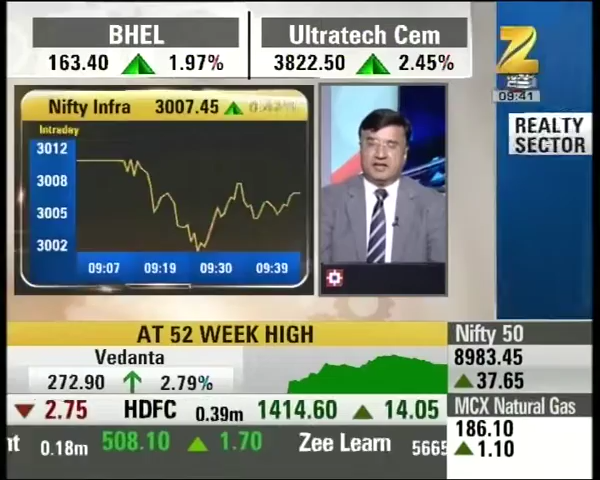 BHEL
163.40 ▲ 1.97%
Ultratech Cem
3822.50 ▲ 2.45%
09:41
Nifty Infra 3007.45 ▲
Intraday
3012
3008
3005
3002
09:07 09:19 09:30 09:39
REALTY
SECTOR
AT 52 WEEK HIGH
Vedanta
272.90 ↑ 2.79%
Nifty 50
8983.45
▲ 37.65
MCX Natural Gas
186.10
▲ 1.10
▼ 2.75 HDFC 0.39m 1414.60 ▲ 14.05
nt 0.18m 508.10 ▲ 1.70 Zee Learn 5665